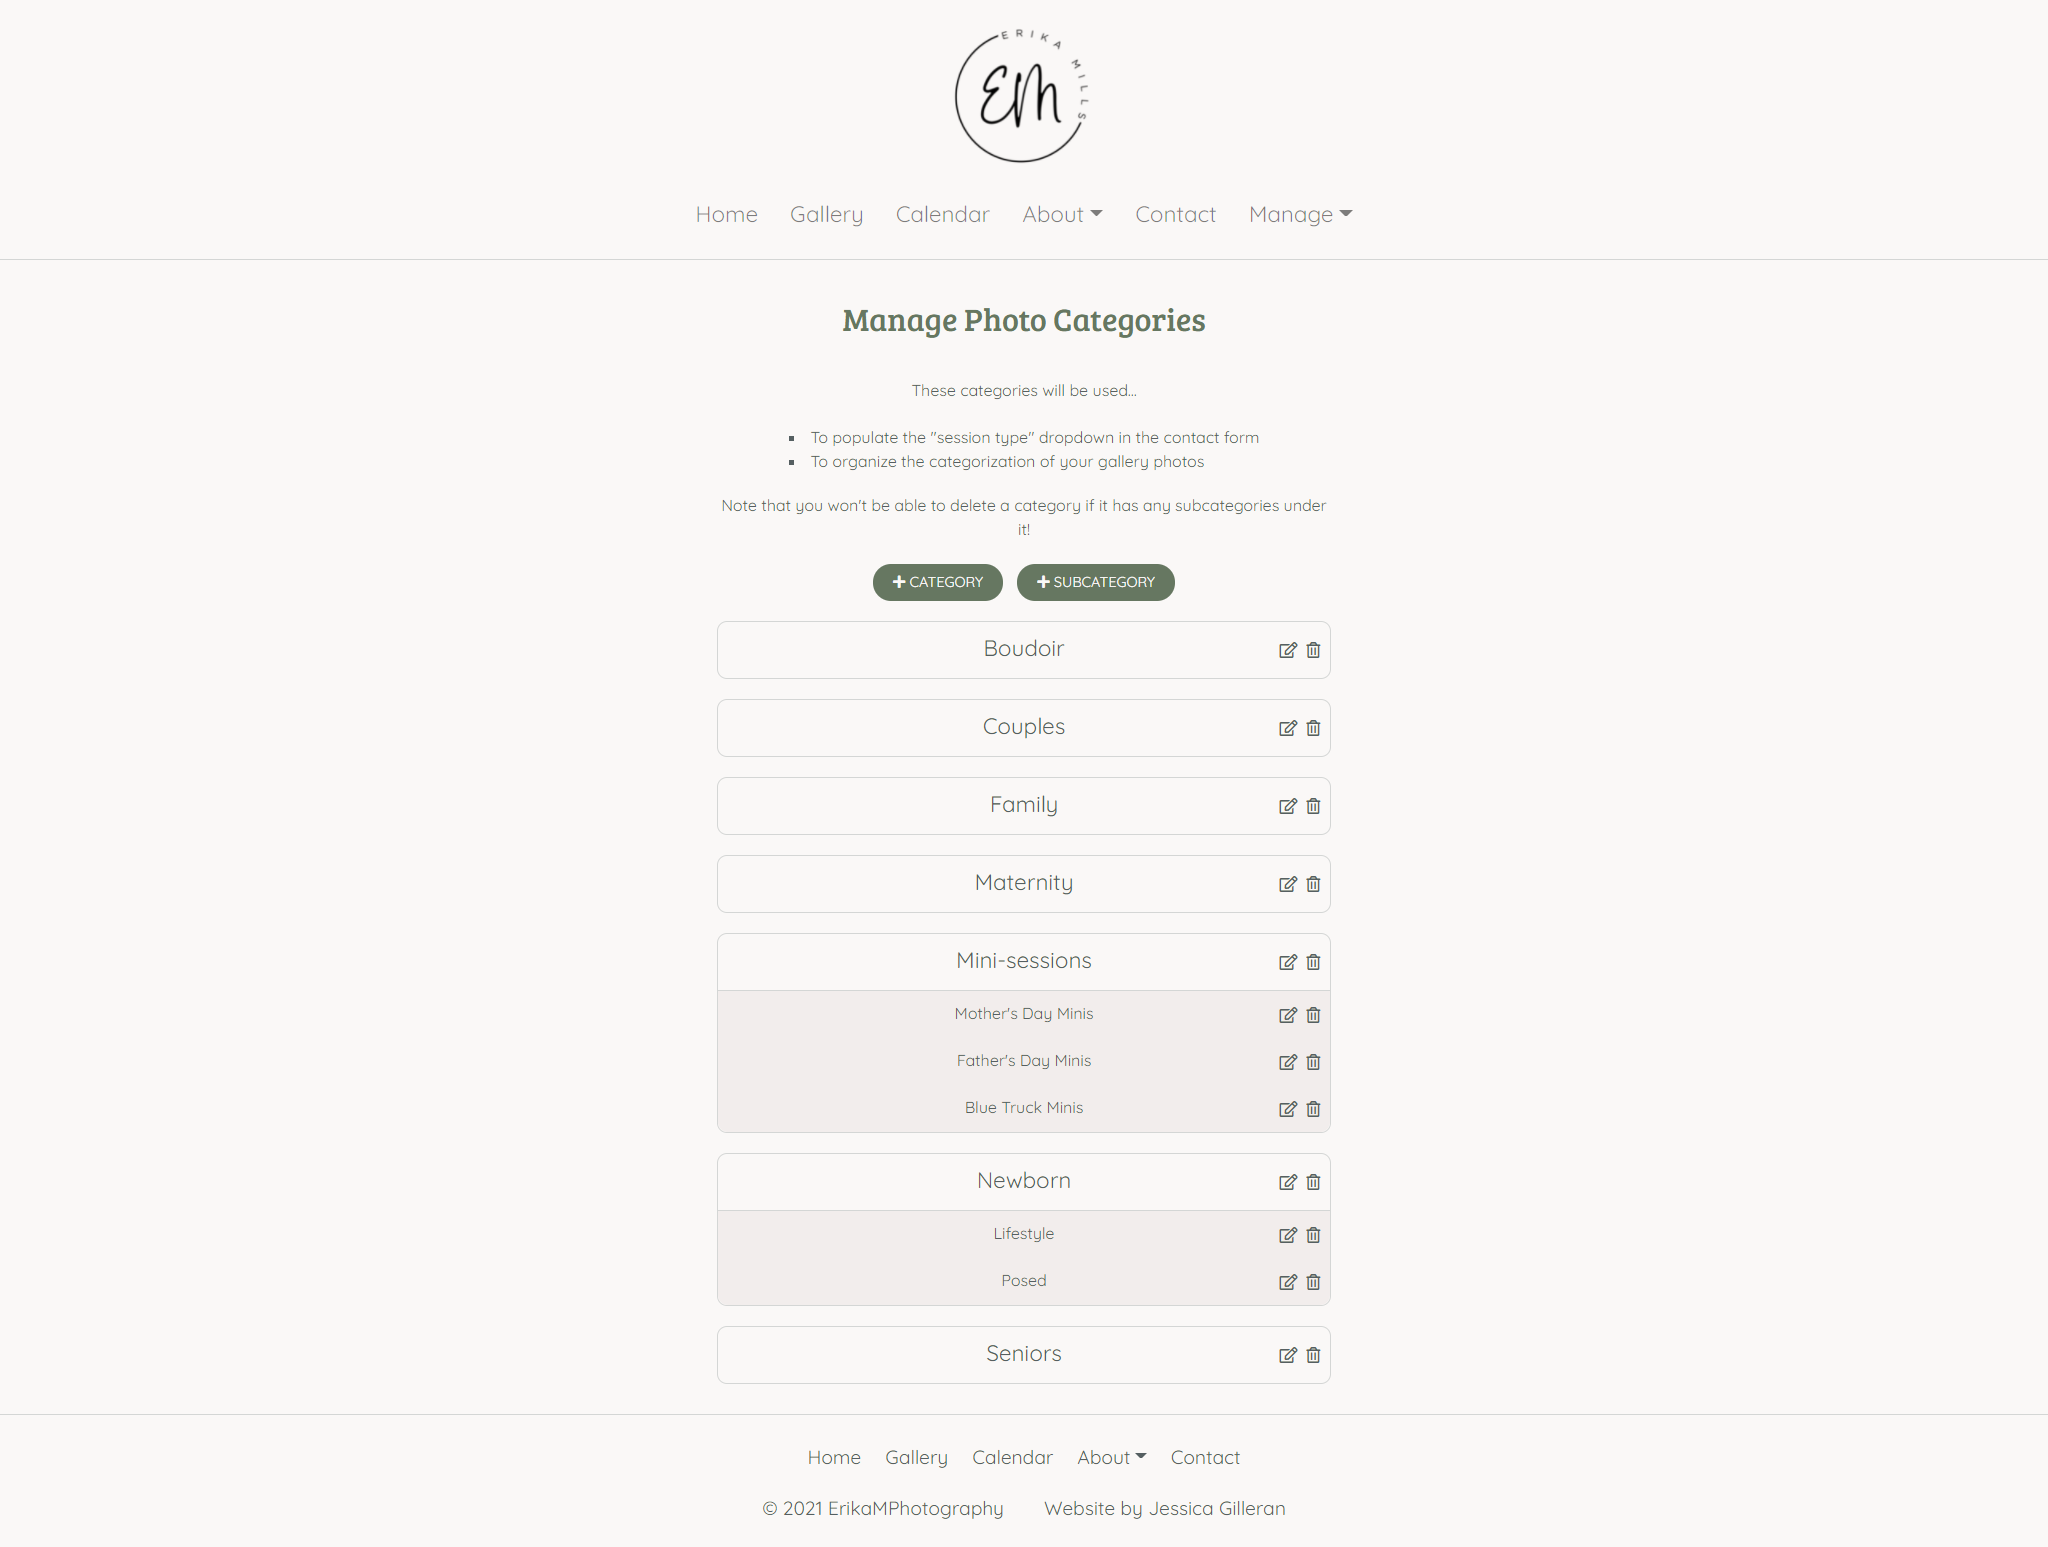 ERIKA MILLS
EM
Home Gallery Calendar About Contact Manage
Manage Photo Categories
These categories will be used...
To populate the "session type" dropdown in the contact form
To organize the categorization of your gallery photos
Note that you won't be able to delete a category if it has any subcategories under
it!
CATEGORY SUBCATEGORY
Boudoir
Couples
Family
Maternity
Mini-sessions
Mother's Day Minis
Father's Day Minis
Blue Truck Minis
Newborn
Lifestyle
Posed
Seniors
Home Gallery Calendar About Contact
© 2021 ErikaMPhotography Website by Jessica Gilleran